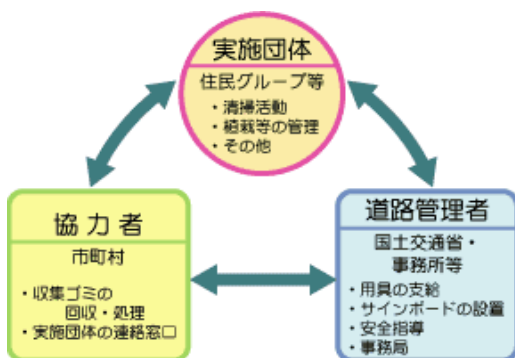 実施団体
住民グループ等
・清掃活動
・植栽等の管理
・その他
協力者
市町村
・収集ゴミの
回収・処理
・実施団体の連絡窓口
道路管理者
国土交通省・
事務所等
・用具の支給
・サインボードの設置
・安全指導
・事務局